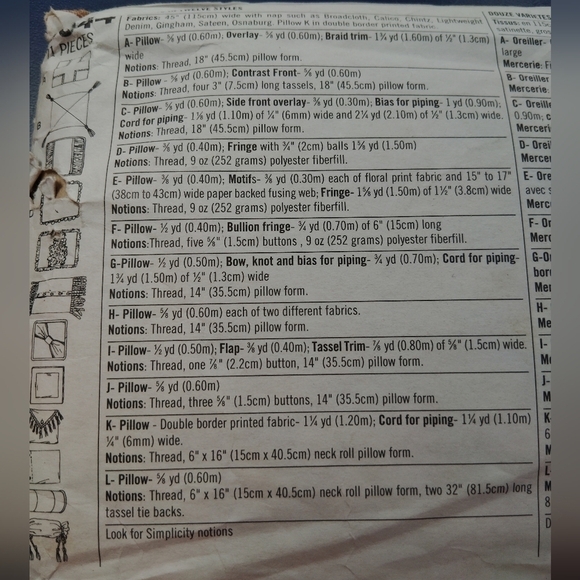 PIECES
TWELVE STYLES
Fabrics: 45" (115cm) wide with nap such as Broadcloth, Calico, Chintz, Lightweight
Denim, Gingham, Sateen, Osnaburg. Pillow K in double border printed fabric.
A- Pillow- ⅝ yd (0.60m), Overlay- ⅝ yd (0.60m); Braid trim- 1¾ yd (1.60m) of ½" (1.3cm)
wide
Notions: Thread, 18" (45.5cm) pillow form.
B- Pillow- ⅝ yd (0.60m); Contrast Front- ⅝ yd (0.60m)
Notions: Thread, four 3" (7.5cm) long tassels, 18" (45.5cm) pillow form.
C- Pillow- ⅝ yd (0.60m); Side front overlay- ⅜ yd (0.30m); Bias for piping- 1 yd (0.90m);
Cord for piping- yd (2.10m) of ¼" (6mm) wide and 2¼ yd (2.10m) of ½" (1.3cm) wide.
Notions: Thread, 18" (45.5cm) pillow form.
D- Pillow- ⅜ yd (0.40m); Fringe with ¾" (2cm) balls 1⅝ yd (1.50m)
Notions: Thread, 9 oz (252 grams) polyester fiberfill.
E- Pillow- ⅜ yd (0.40m); Motifs- ⅜ yd (0.30m) each of floral print fabric and 15" to 17"
(38cm to 43cm) wide paper backed fusing web; Fringe- 1⅝ yd (1.50m) of 1½" (3.8cm) wide
Notions: Thread, 9 oz (252 grams) polyester fiberfill.
F- Pillow- ½ yd (0.40m); Bullion fringe- ¾ yd (0.70m) of 6" (15cm) long
Notions:Thread, five ⅝" (1.5cm) buttons , 9 oz (252 grams) polyester fiberfill.
G-Pillow- ½ yd (0.50m); Bow, knot and bias for piping- ¾ yd (0.70m); Cord for piping-
1¾ yd (1.50m) of ½" (1.3cm) wide
Notions: Thread, 14" (35.5cm) pillow form.
H- Pillow- ⅝ yd (0.60m) each of two different fabrics.
Notions: Thread, 14" (35.5cm) pillow form.
I- Pillow- ½ yd (0.50m); Flap- ⅜ yd (0.40m); Tassel Trim- ⅞ yd (0.80m) of ⅝" (1.5cm) wide.
Notions: Thread, one ⅞" (2.2cm) button, 14" (35.5cm) pillow form.
J- Pillow- ⅝ yd (0.60m)
Notions: Thread, three ⅝" (1.5cm) buttons, 14" (35.5cm) pillow form.
K- Pillow - Double border printed fabric- 1¼ yd (1.20m); Cord for piping- 1¼ yd (1.10m)
¼" (6mm) wide.
Notions: Thread, 6" x 16" (15cm x 40.5cm) neck roll pillow form.
L- Pillow- ⅝ yd (0.60m)
Notions: Thread, 6" x 16" (15cm x 40.5cm) neck roll pillow form, two 32" (81.5cm) long
tassel tie backs.
Look for Simplicity notions
DOUZE VARIETES
A- Oreiller-
large
Mercerie: F
B- Oreiller
Mercerie:
C- Oreill
0.90m; c
Merceri
D- Orei
Mercer
E- Ore
avec s
Merc
F- Or
Merc
G-O
bor
Me
H-
Me
I-
M
J-
M
K
6
M
L
M
8
D